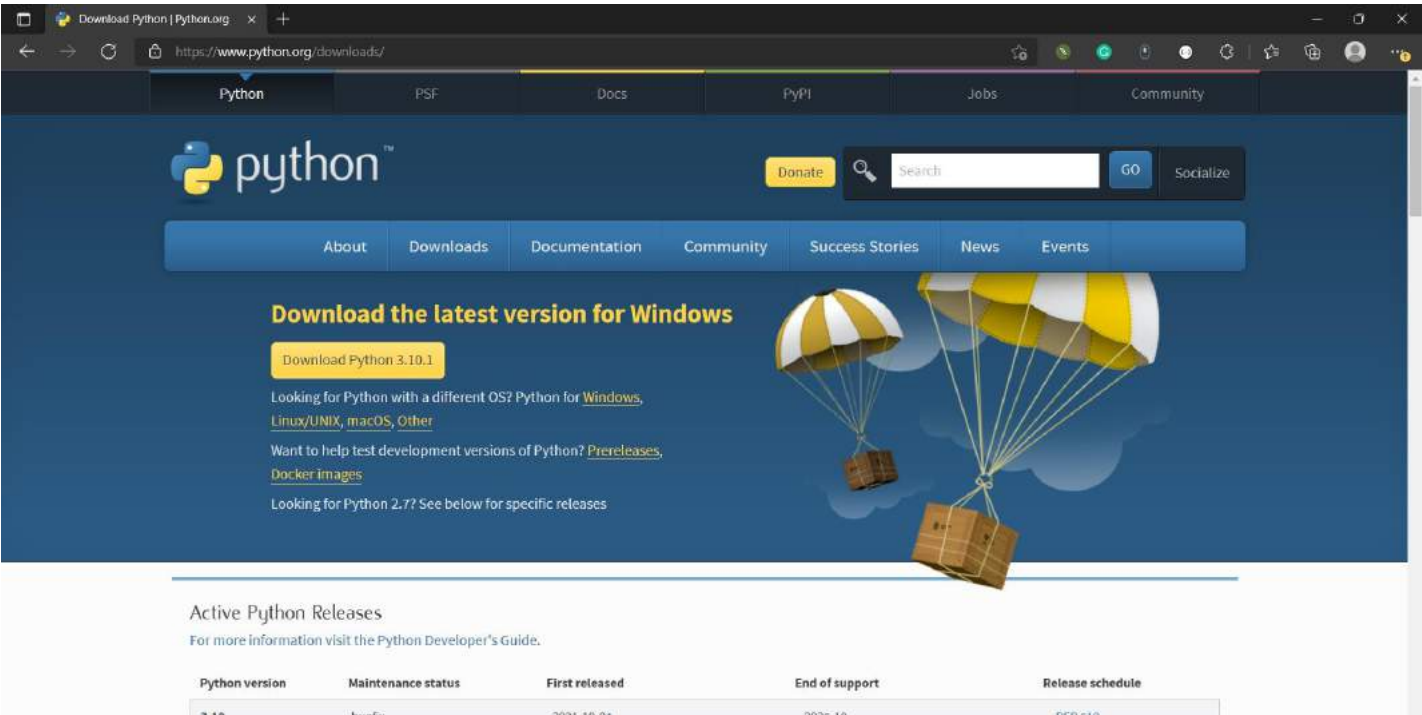 Download Python | Python.org
https://www.python.org/downloads/
Python PSF Docs PyPI Jobs Community
python™
Donate Search GO Socialize
About Downloads Documentation Community Success Stories News Events
Download the latest version for Windows
Download Python 3.10.1
Looking for Python with a different OS? Python for Windows,
Linux/UNIX, macOS, Other
Want to help test development versions of Python? Prereleases,
Docker images
Looking for Python 2.7? See below for specific releases
Active Python Releases
For more information visit the Python Developer's Guide.
Python version Maintenance status First released End of support Release schedule